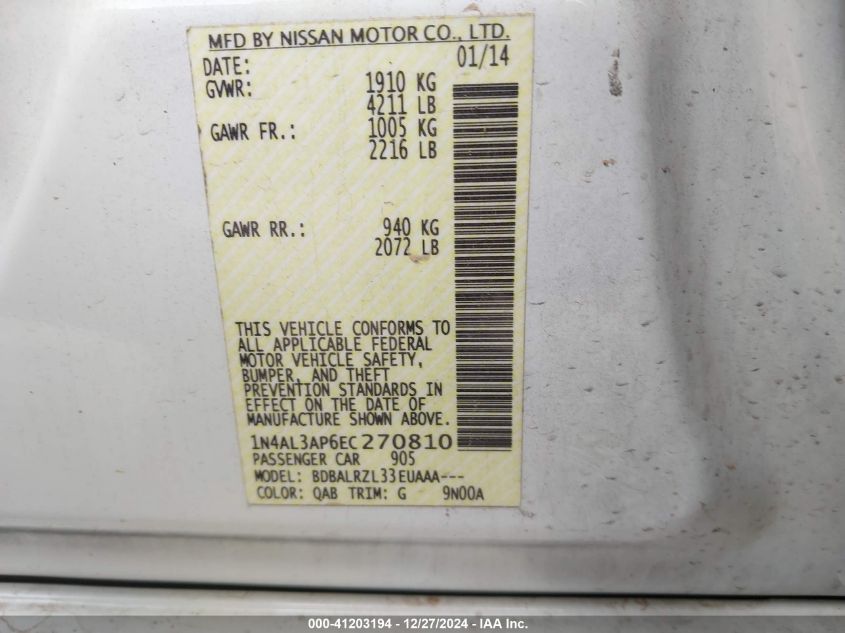 MFD BY NISSAN MOTOR CO., LTD.
DATE: 01/14
GVWR: 1910 KG
4211 LB
GAWR FR.: 1005 KG
2216 LB
GAWR RR.: 940 KG
2072 LB
THIS VEHICLE CONFORMS TO
ALL APPLICABLE FEDERAL
MOTOR VEHICLE SAFETY,
BUMPER, AND THEFT
PREVENTION STANDARDS IN
EFFECT ON THE DATE OF
MANUFACTURE SHOWN ABOVE.
1N4AL3AP6EC270810
PASSENGER CAR 905
MODEL: BDBALRZL33EUAAA---
COLOR: QAB TRIM: G 9N00A
000-41203194 - 12/27/2024 - IAA Inc.